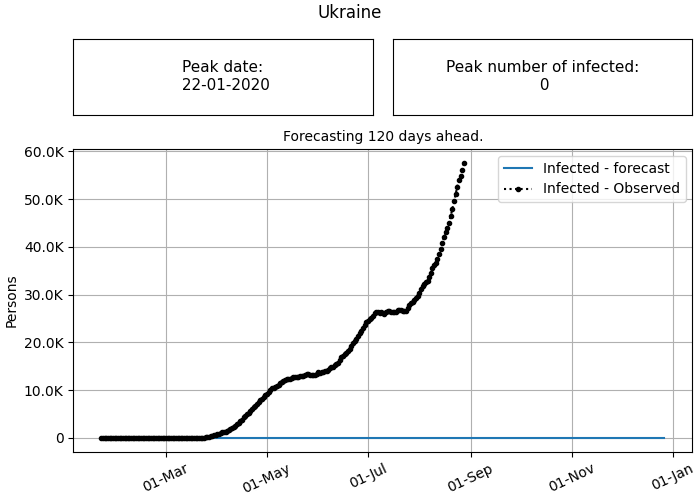 Ukraine
Peak date:
22-01-2020
Peak number of infected:
0
Forecasting 120 days ahead.
60.0K
50.0K
40.0K
30.0K
20.0K
10.0K
0
Persons
Infected - forecast
Infected - Observed
01-Mar
01-May
01-Jul
01-Sep
01-Nov
01-Jan